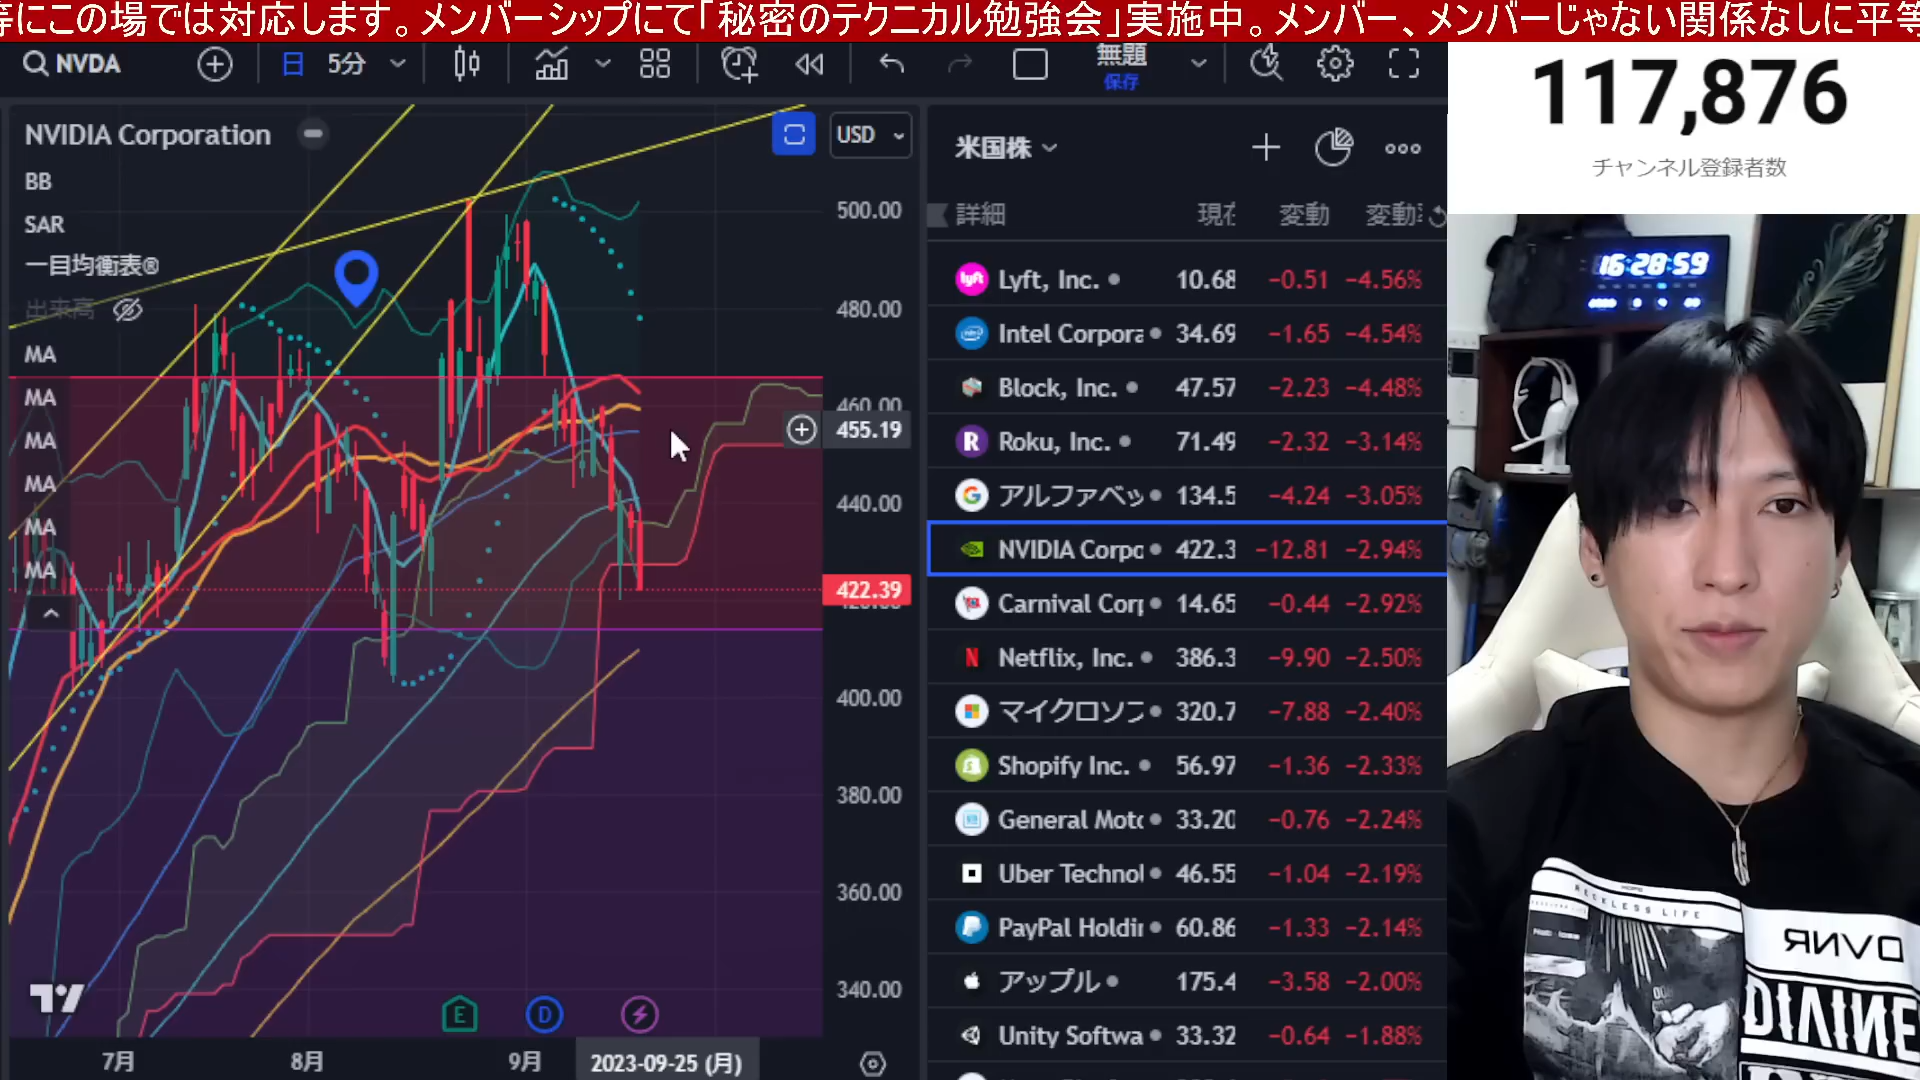 等にこの場では対応します。メンバーシップにて「秘密のテクニカル勉強会」実施中。メンバー、メンバーじゃない関係なしに平等
NVDA
日
5分
無題
保存
NVIDIA Corporation
USD
BB
SAR
一目均衡表®
出来高
MA
MA
MA
MA
MA
MA
500.00
480.00
460.00
455.19
440.00
422.39
400.00
380.00
360.00
340.00
E
D
7月
8月
9月
2023-09-25 (月)
米国株
詳細
現在
変動
変動
Lyft, Inc. 10.68 −0.51 −4.56%
Intel Corpora 34.69 −1.65 −4.54%
Block, Inc. 47.57 −2.23 −4.48%
Roku, Inc. 71.49 −2.32 −3.14%
アルファベッ 134.5 −4.24 −3.05%
NVIDIA Corpo 422.3 −12.81 −2.94%
Carnival Corp 14.65 −0.44 −2.92%
Netflix, Inc. 386.3 −9.90 −2.50%
マイクロソフ 320.7 −7.88 −2.40%
Shopify Inc. 56.97 −1.36 −2.33%
General Moto 33.20 −0.76 −2.24%
Uber Technol 46.55 −1.04 −2.19%
PayPal Holdin 60.86 −1.33 −2.14%
アップル 175.4 −3.58 −2.00%
Unity Softwa 33.32 −0.64 −1.88%
117,876
チャンネル登録者数
16:28:59
RECKLESS LIFE